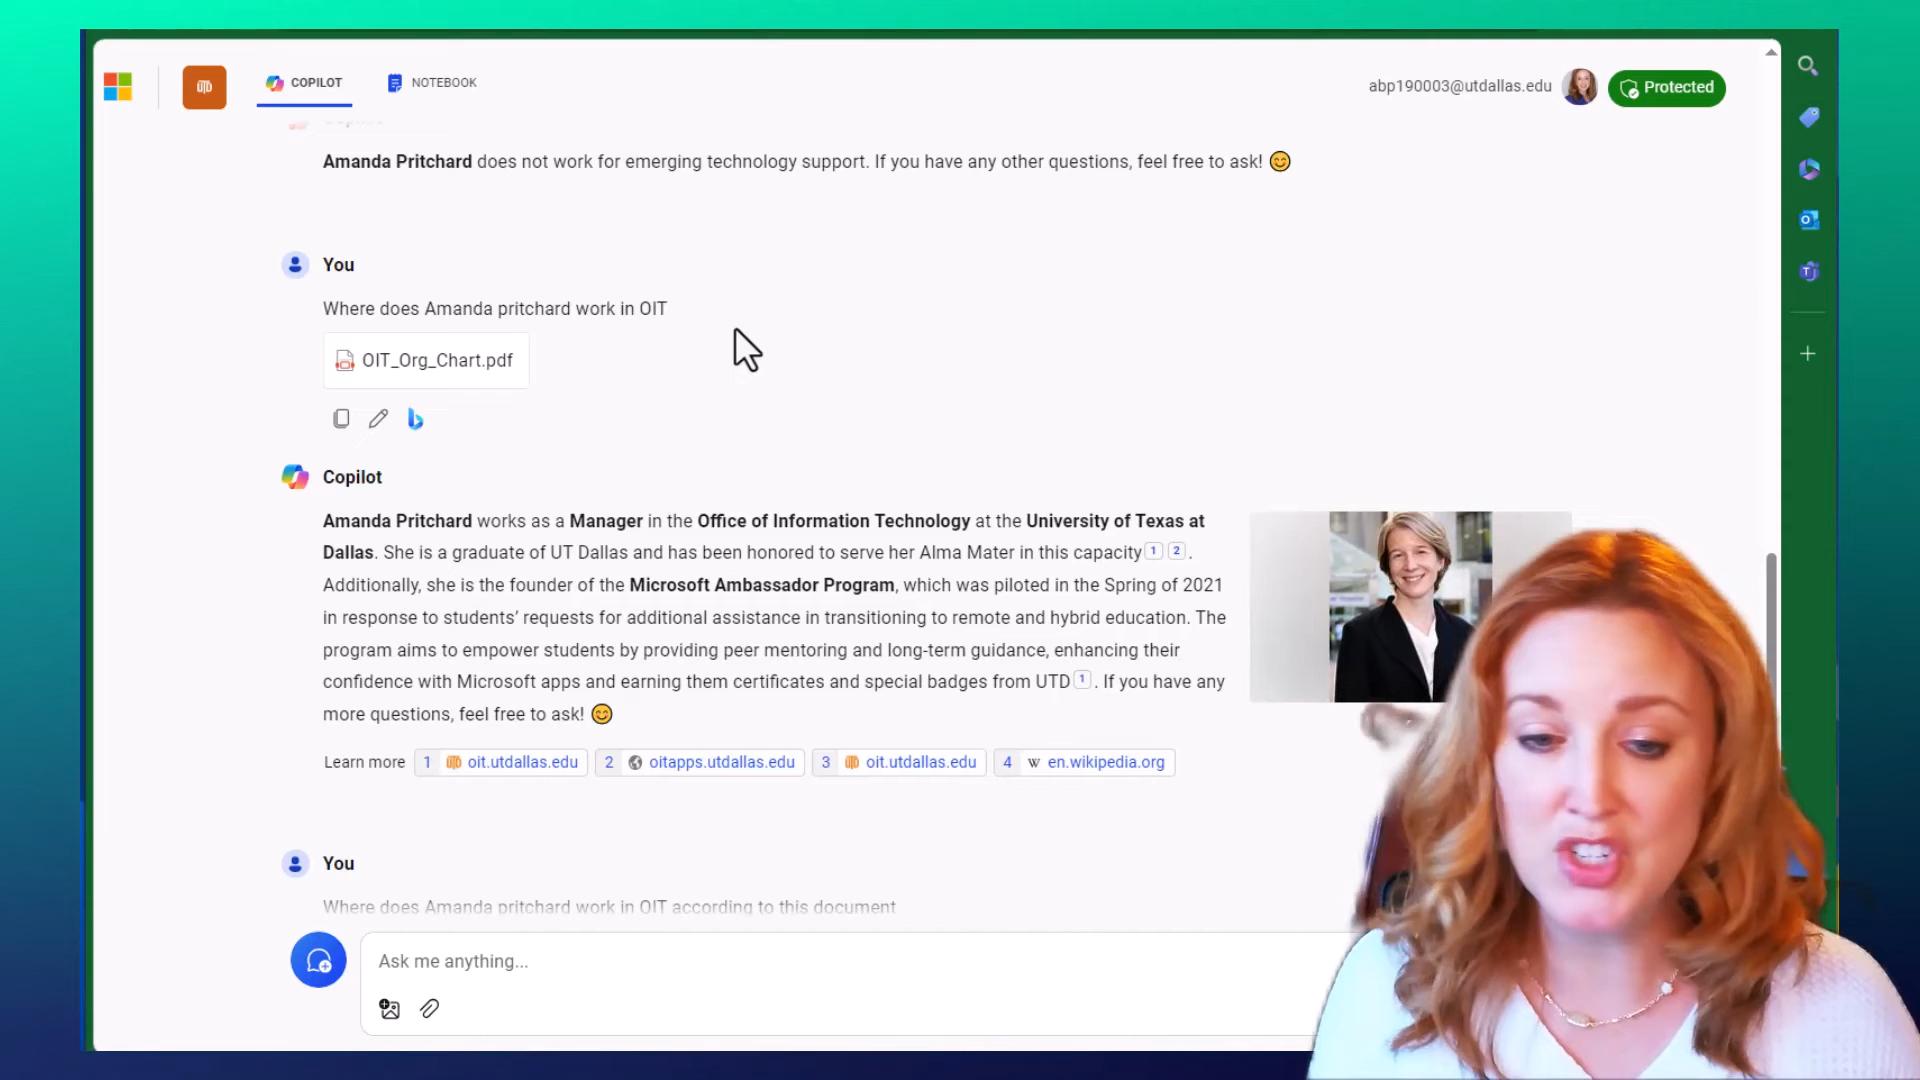 COPILOT
NOTEBOOK
abp190003@utdallas.edu
Protected
Amanda Pritchard does not work for emerging technology support. If you have any other questions, feel free to ask! 😊
You
Where does Amanda pritchard work in OIT
OIT_Org_Chart.pdf
Copilot
Amanda Pritchard works as a Manager in the Office of Information Technology at the University of Texas at
Dallas. She is a graduate of UT Dallas and has been honored to serve her Alma Mater in this capacity 1 2 .
Additionally, she is the founder of the Microsoft Ambassador Program, which was piloted in the Spring of 2021
in response to students’ requests for additional assistance in transitioning to remote and hybrid education. The
program aims to empower students by providing peer mentoring and long-term guidance, enhancing their
confidence with Microsoft apps and earning them certificates and special badges from UTD 1 . If you have any
more questions, feel free to ask! 😊
Learn more 1 oit.utdallas.edu 2 oitapps.utdallas.edu 3 oit.utdallas.edu 4 W en.wikipedia.org
You
Where does Amanda pritchard work in OIT according to this document
Ask me anything...